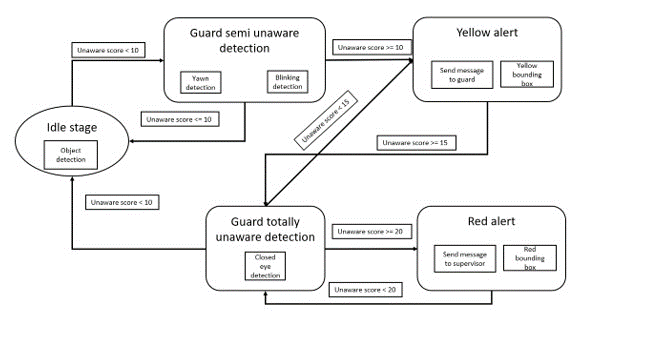 Guard semi unaware
detection
Yawn
detection
Blinking
detection
Unaware score < 10
Unaware score >= 10
Yellow alert
Send message
to guard
Yellow
bounding
box
Idle stage
Object
detection
Unaware score <= 10
Unaware score < 15
Unaware score >= 15
Unaware score < 10
Guard totally
unaware detection
Closed
eye
detection
Unaware score >= 20
Red alert
Send message
to supervisor
Red
bounding
box
Unaware score < 20